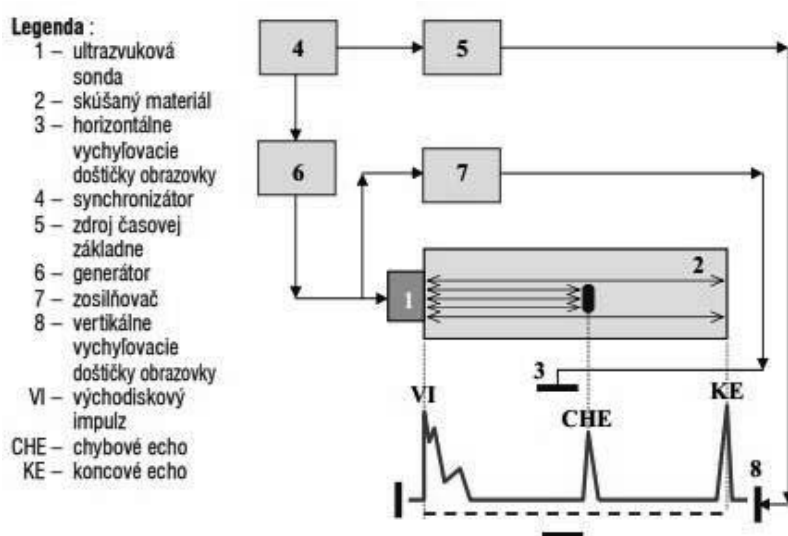 Legenda :
1 – ultrazvuková
sonda
2 – skúšaný materiál
3 – horizontálne
vychyľovacie
doštičky obrazovky
4 – synchronizátor
5 – zdroj časovej
základne
6 – generátor
7 – zosilňovač
8 – vertikálne
vychyľovacie
doštičky obrazovky
VI – východiskový
impulz
CHE – chybové echo
KE – koncové echo
4
5
6
7
2
1
3
VI
CHE
KE
8